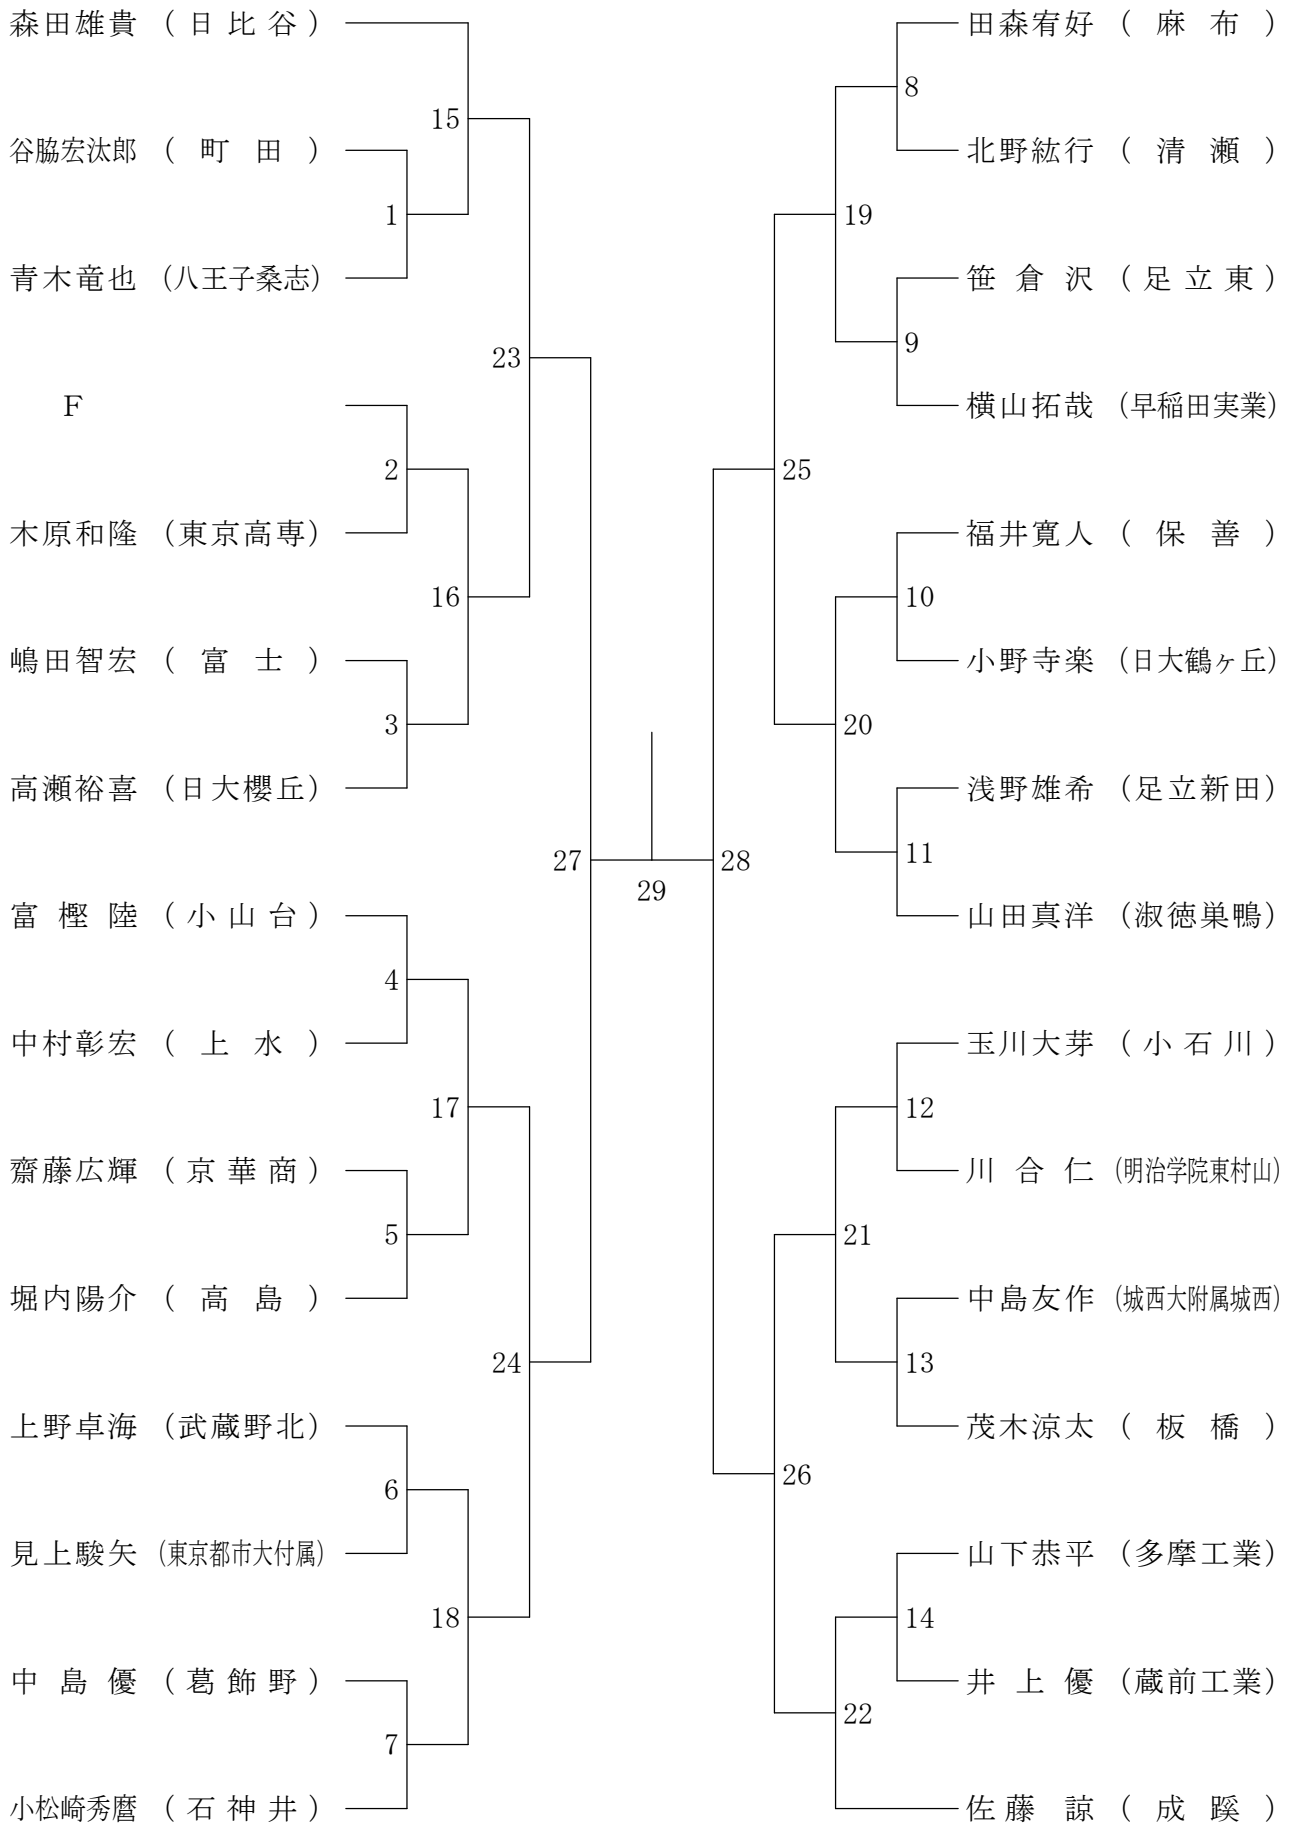 森田雄貴 (日比谷)
15
谷脇宏汰郎 (町田)
1
青木竜也 (八王子桑志)
23
F
2
木原和隆 (東京高専)
16
嶋田智宏 (富士)
3
高瀬裕喜 (日大櫻丘)
27
富樫陸 (小山台)
4
中村彰宏 (上水)
17
齋藤広輝 (京華商)
5
堀内陽介 (高島)
24
上野卓海 (武蔵野北)
6
見上駿矢 (東京都市大付属)
18
中島優 (葛飾野)
7
小松崎秀麿 (石神井)
29
田森宥好 (麻布)
8
北野紘行 (清瀬)
19
笹倉沢 (足立東)
9
横山拓哉 (早稲田実業)
25
福井寛人 (保善)
10
小野寺楽 (日大鶴ヶ丘)
20
浅野雄希 (足立新田)
11
28
山田真洋 (淑徳巣鴨)
玉川大芽 (小石川)
12
川合仁 (明治学院東村山)
21
中島友作 (城西大附属城西)
13
茂木涼太 (板橋)
26
山下恭平 (多摩工業)
14
井上優 (蔵前工業)
22
佐藤諒 (成蹊)